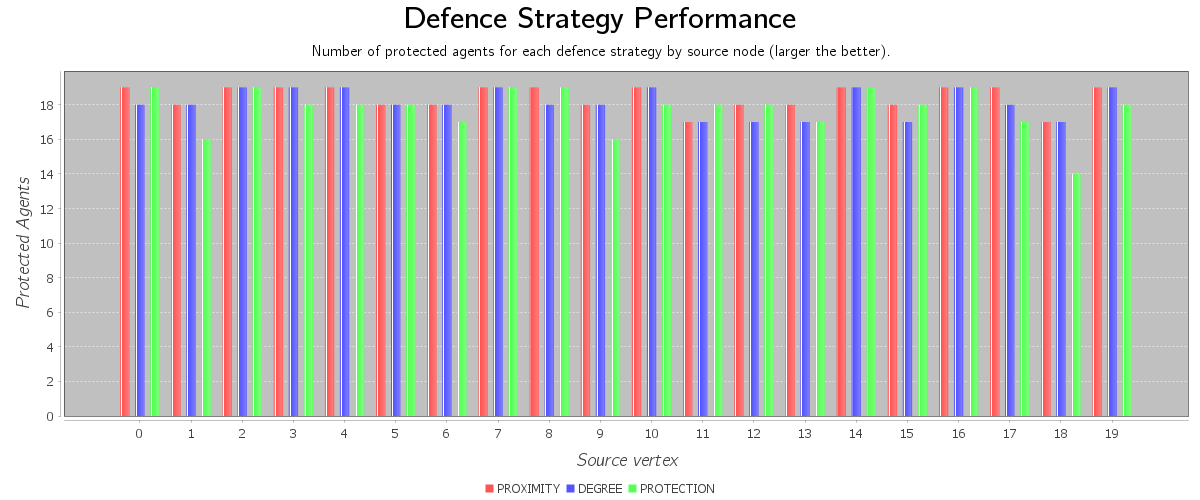 Defence Strategy Performance
Number of protected agents for each defence strategy by source node (larger the better).
Protected Agents
18
16
14
12
10
8
6
4
2
0
0 1 2 3 4 5 6 7 8 9 10 11 12 13 14 15 16 17 18 19
Source vertex
PROXIMITY DEGREE PROTECTION